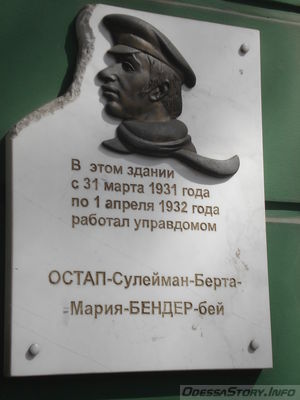 В этом здании
с 31 марта 1931 года
по 1 апреля 1932 года
работал управдомом
ОСТАП-Сулейман-Берта-
Мария-БЕНДЕР-бей
OdessaStory.Info